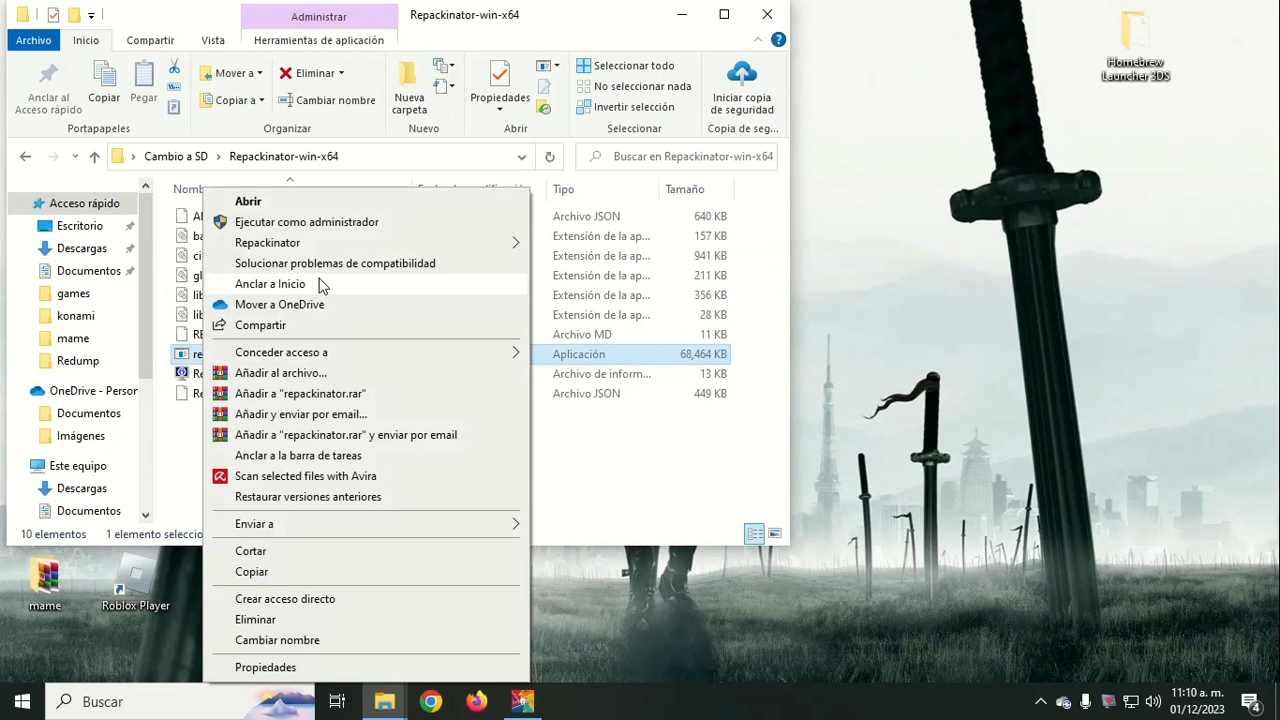 Administrar
Repackinator-win-x64
Archivo
Inicio
Compartir
Vista
Herramientas de aplicación
Anclar al
Acceso rápido
Copiar
Pegar
Mover a
Copiar a
Eliminar
Cambiar nombre
Nueva
carpeta
Propiedades
Seleccionar todo
No seleccionar nada
Invertir selección
Iniciar copia
de seguridad
Portapapeles
Organizar
Nuevo
Abrir
Seleccionar
Copia de seg...
Cambio a SD
Repackinator-win-x64
Buscar en Repackinator-win-x64
Tipo
Tamaño
Archivo JSON 640 KB
Extensión de la ap... 157 KB
Extensión de la ap... 941 KB
Extensión de la ap... 211 KB
Extensión de la ap... 356 KB
Extensión de la ap... 28 KB
Archivo MD 11 KB
Aplicación 68,464 KB
Archivo de inform... 13 KB
Archivo JSON 449 KB
Acceso rápido
Escritorio
Descargas
Documentos
games
konami
mame
Redump
OneDrive - Person
Documentos
Imágenes
Este equipo
Descargas
Documentos
10 elementos
1 elemento seleccio
Abrir
Ejecutar como administrador
Repackinator
Solucionar problemas de compatibilidad
Anclar a Inicio
Mover a OneDrive
Compartir
Conceder acceso a
Añadir al archivo...
Añadir a "repackinator.rar"
Añadir y enviar por email...
Añadir a "repackinator.rar" y enviar por email
Anclar a la barra de tareas
Scan selected files with Avira
Restaurar versiones anteriores
Enviar a
Cortar
Copiar
Crear acceso directo
Eliminar
Cambiar nombre
Propiedades
Homebrew
Launcher 3DS
mame
Roblox Player
Buscar
11:10 a. m.
01/12/2023
4